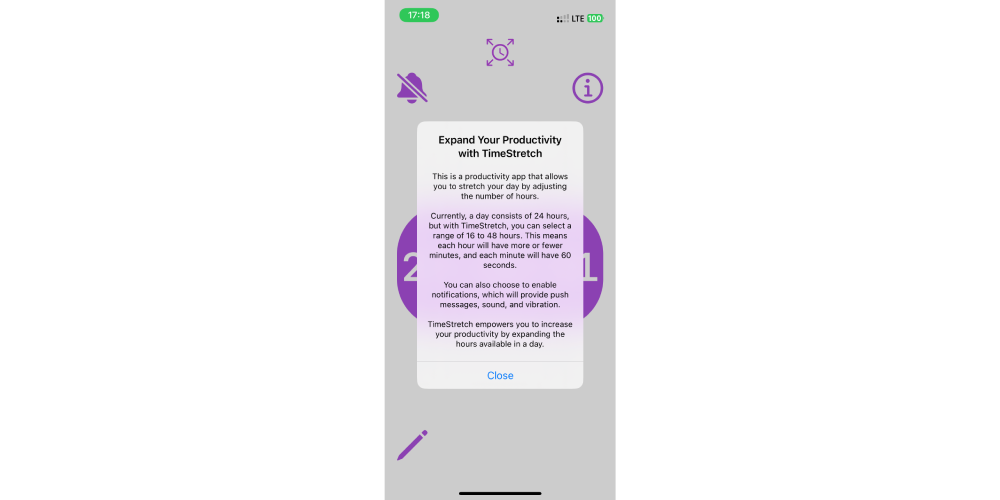 17:18
LTE 100
Expand Your Productivity
with TimeStretch
This is a productivity app that allows
you to stretch your day by adjusting
the number of hours.
Currently, a day consists of 24 hours,
but with TimeStretch, you can select a
range of 16 to 48 hours. This means
each hour will have more or fewer
minutes, and each minute will have 60
seconds.
You can also choose to enable
notifications, which will provide push
messages, sound, and vibration.
TimeStretch empowers you to increase
your productivity by expanding the
hours available in a day.
2 1
Close